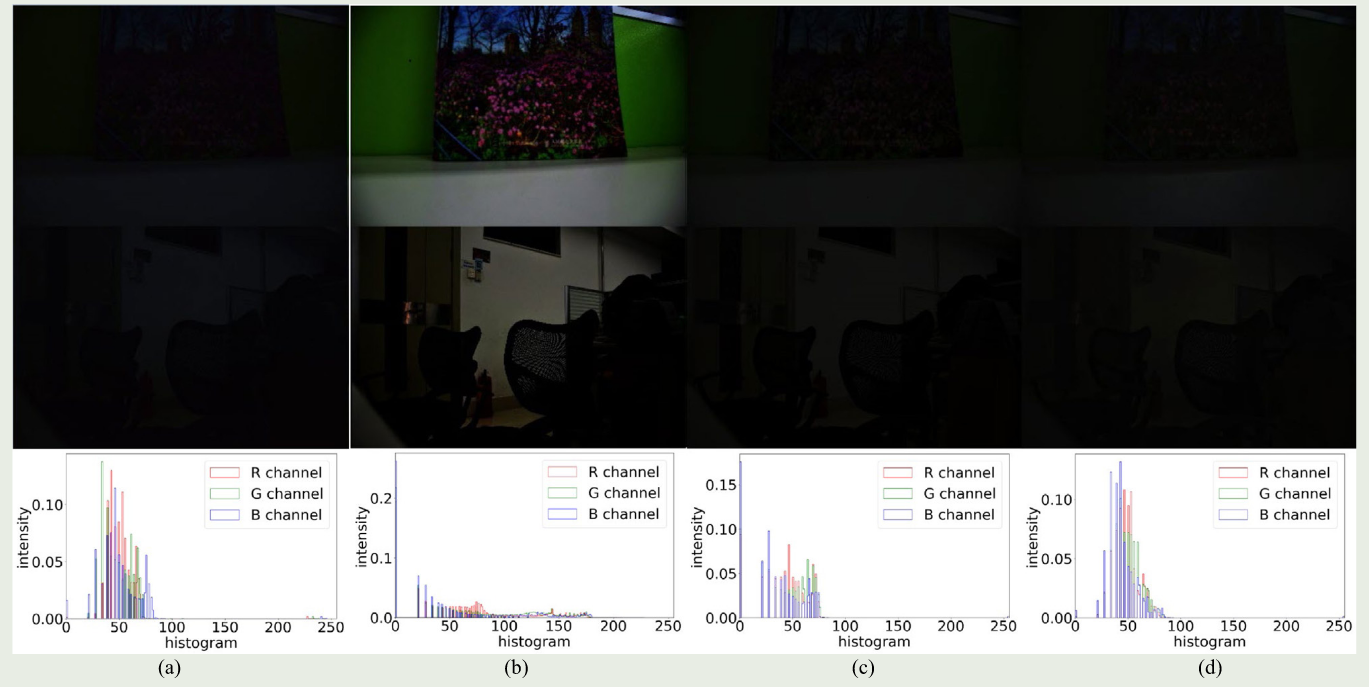 R channel
G channel
B channel
intensity
0.10
0.05
0.00
0 50 100 150 200 250
histogram
(a)
R channel
G channel
B channel
intensity
0.2
0.1
0.0
0 50 100 150 200 250
histogram
(b)
R channel
G channel
B channel
intensity
0.15
0.10
0.05
0.00
0 50 100 150 200 250
histogram
(c)
R channel
G channel
B channel
intensity
0.10
0.05
0.00
0 50 100 150 200 250
histogram
(d)